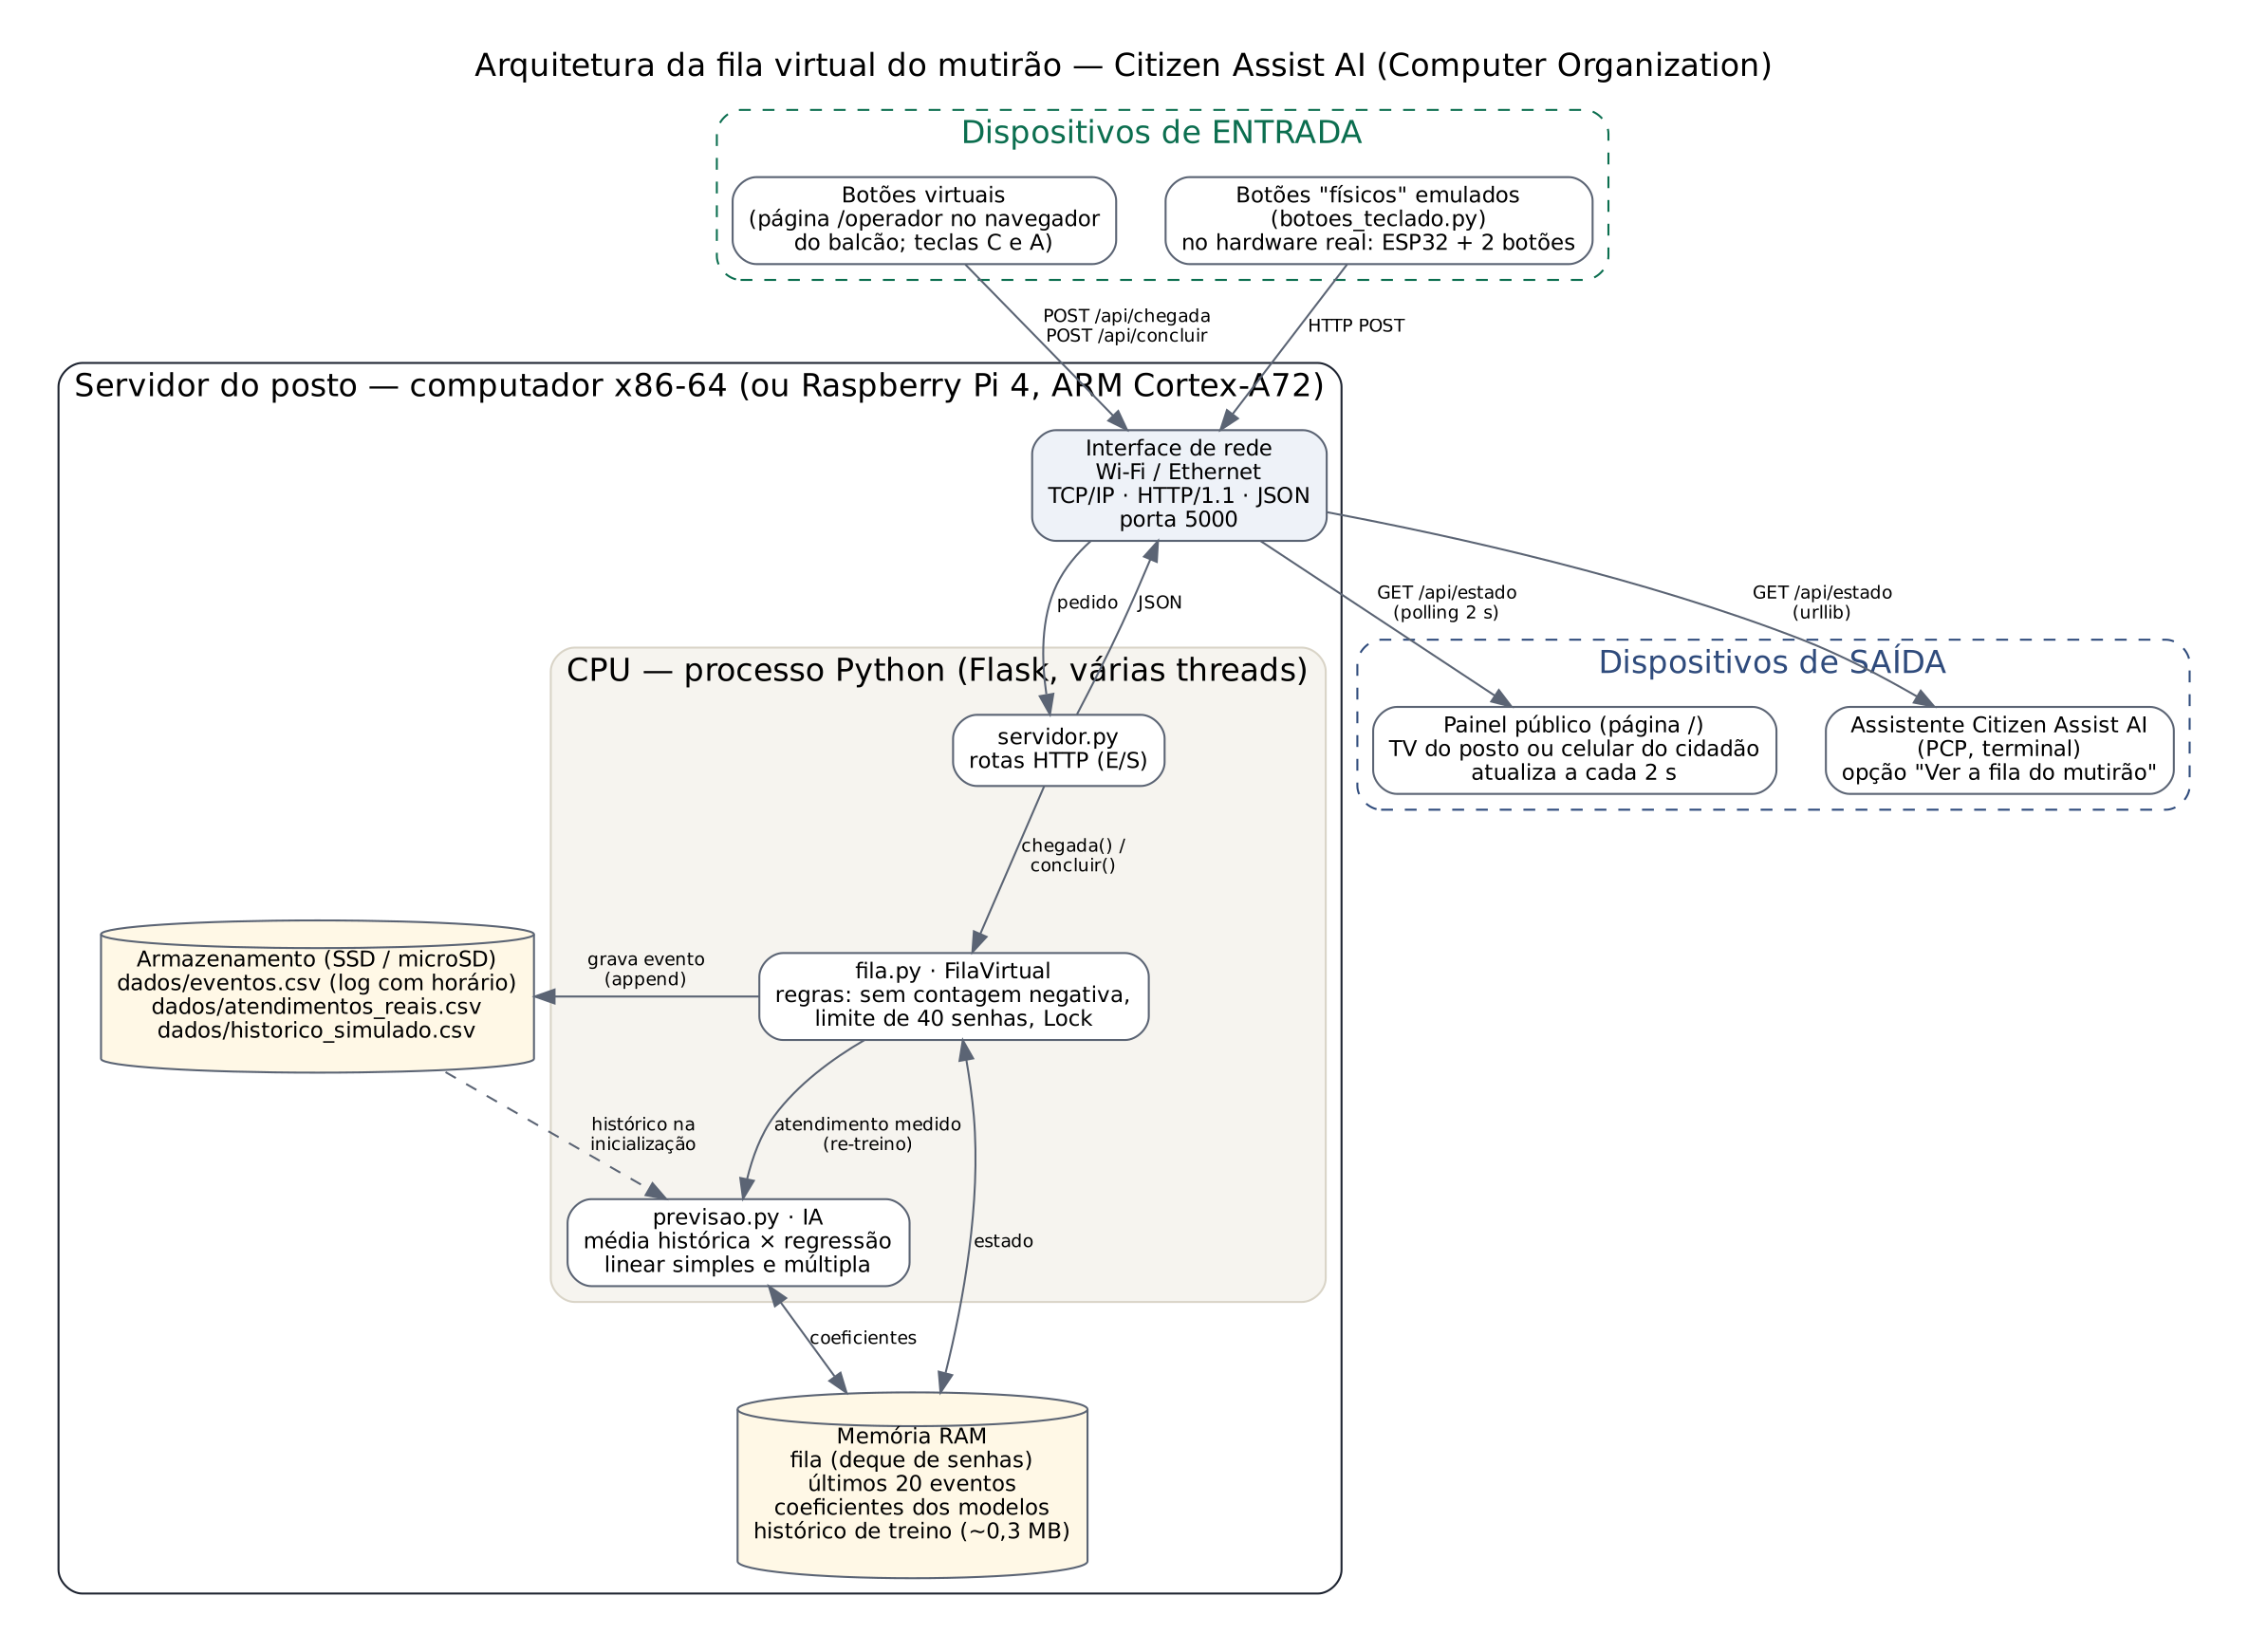 Arquitetura da fila virtual do mutirão — Citizen Assist AI (Computer Organization)
Dispositivos de ENTRADA
Botões virtuais
(página /operador no navegador
do balcão; teclas C e A)
Botões "físicos" emulados
(botoes_teclado.py)
no hardware real: ESP32 + 2 botões
POST /api/chegada
POST /api/concluir
HTTP POST
Servidor do posto — computador x86-64 (ou Raspberry Pi 4, ARM Cortex-A72)
Interface de rede
Wi-Fi / Ethernet
TCP/IP · HTTP/1.1 · JSON
porta 5000
pedido
JSON
GET /api/estado
(polling 2 s)
GET /api/estado
(urllib)
CPU — processo Python (Flask, várias threads)
Dispositivos de SAÍDA
servidor.py
rotas HTTP (E/S)
Painel público (página /)
TV do posto ou celular do cidadão
atualiza a cada 2 s
Assistente Citizen Assist AI
(PCP, terminal)
opção "Ver a fila do mutirão"
chegada() /
concluir()
Armazenamento (SSD / microSD)
dados/eventos.csv (log com horário)
dados/atendimentos_reais.csv
dados/historico_simulado.csv
grava evento
(append)
fila.py · FilaVirtual
regras: sem contagem negativa,
limite de 40 senhas, Lock
histórico na
inicialização
atendimento medido
(re-treino)
previsao.py · IA
média histórica × regressão
linear simples e múltipla
estado
coeficientes
Memória RAM
fila (deque de senhas)
últimos 20 eventos
coeficientes dos modelos
histórico de treino (~0,3 MB)